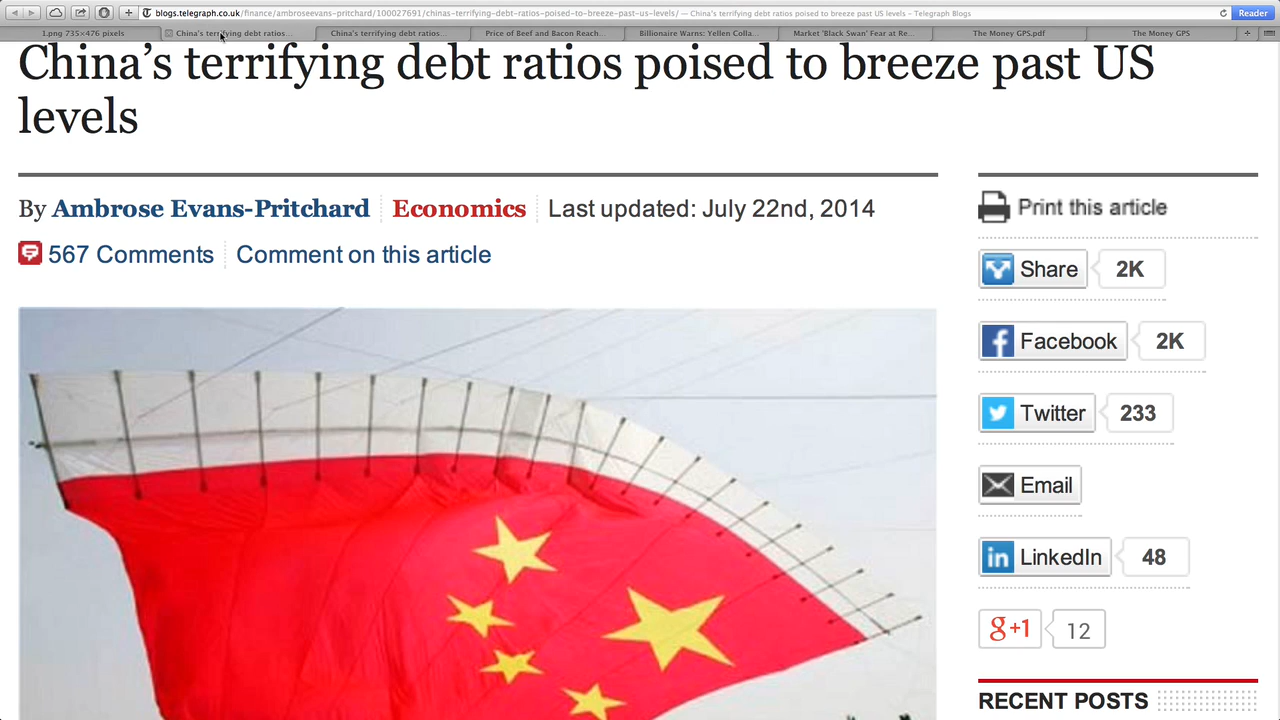 blogs.telegraph.co.uk/finance/ambroseevans-pritchard/100027691/chinas-terrifying-debt-ratios-poised-to-breeze-past-us-levels/ — China's terrifying debt ratios poised to breeze past US levels – Telegraph Blogs
Reader
1.png 735×476 pixels
China's terrifying debt ratios...
China's terrifying debt ratios...
Price of Beef and Bacon Reach...
Billionaire Warns: Yellen Colla...
Market 'Black Swan' Fear at Re...
The Money GPS.pdf
The Money GPS
China’s terrifying debt ratios poised to breeze past US
levels
By Ambrose Evans-Pritchard Economics Last updated: July 22nd, 2014
567 Comments Comment on this article
Print this article
Share 2K
Facebook 2K
Twitter 233
Email
in LinkedIn 48
g+1 12
RECENT POSTS